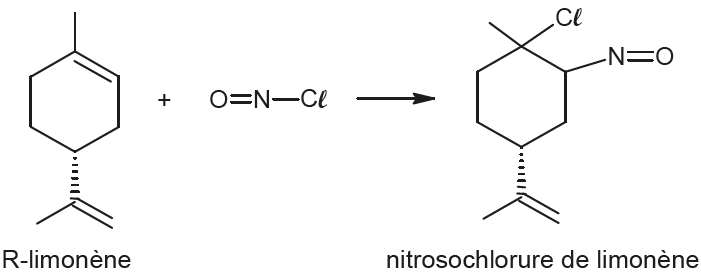 Cℓ
N=O
+
O=N—Cℓ
R-limonène
nitrosochlorure de limonène